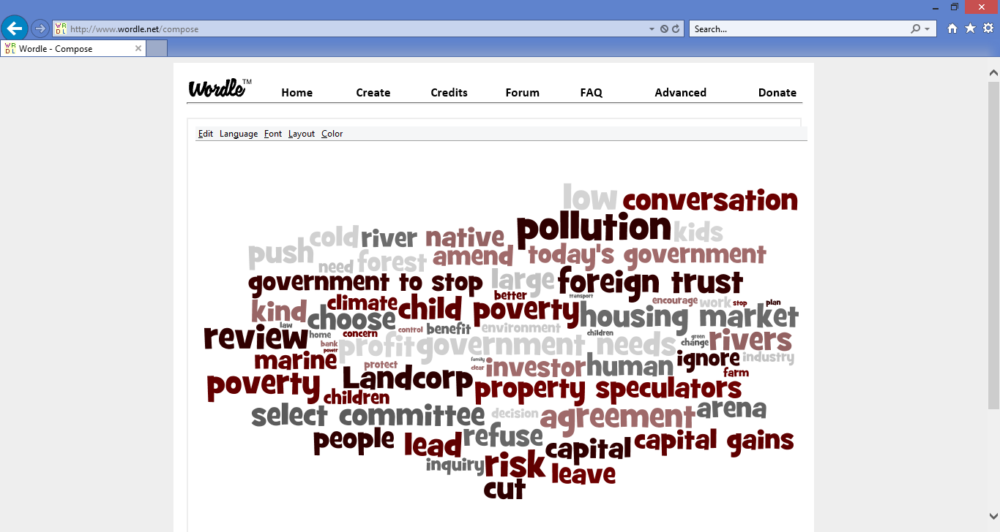 http://www.wordle.net/compose
Search...
WR
DL
Wordle - Compose
Wordle™
Home Create Credits Forum FAQ Advanced Donate
Edit Language Font Layout Color
low conversation
pollution kids
cold river native
push need forest amend today's government
government to stop large foreign trust
better transport
kind climate child poverty encourage work stop plan
law choose housing market
control benefit environment children
review home concern profit government needs green change rivers
bank power
marine protect family clear investor human ignore industry
farm
poverty Landcorp property speculators
children
select committee decision agreement arena
people lead refuse capital capital gains
inquiry risk leave
cut